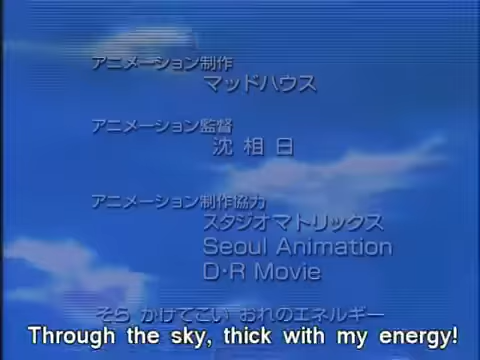 アニメーション制作
マッドハウス
アニメーション監督
沈 相 日
アニメーション制作協力
スタジオマトリックス
Seoul Animation
D・R Movie
そら かけてこい おれのエネルギー
Through the sky, thick with my energy!